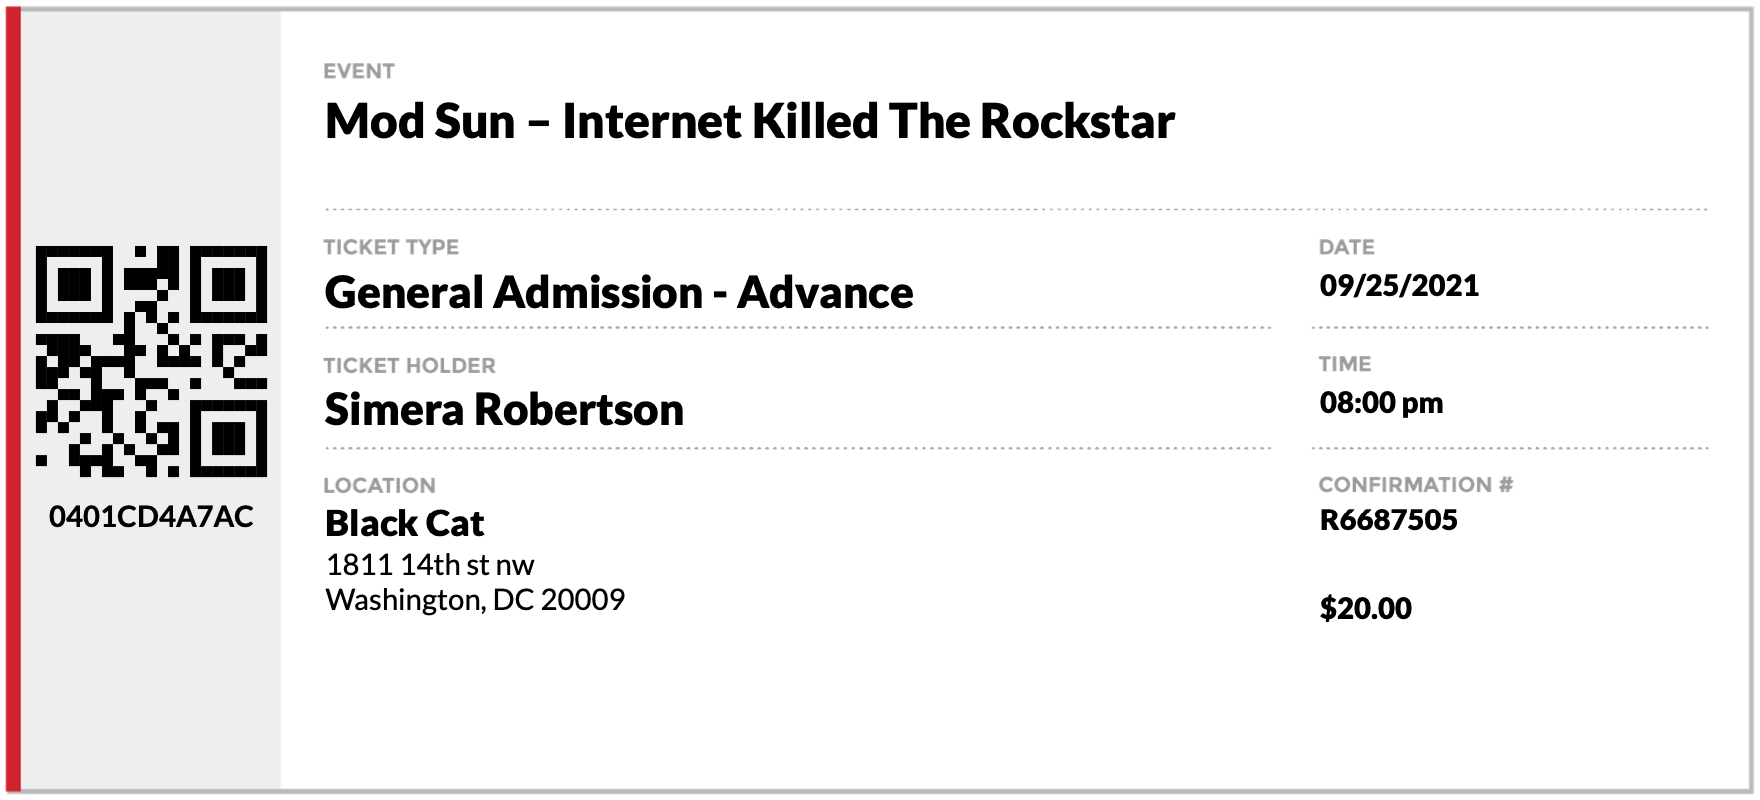 EVENT
Mod Sun – Internet Killed The Rockstar
TICKET TYPE
General Admission - Advance
DATE
09/25/2021
TICKET HOLDER
Simera Robertson
TIME
08:00 pm
LOCATION
Black Cat
1811 14th st nw
Washington, DC 20009
CONFIRMATION #
R6687505
$20.00
0401CD4A7AC